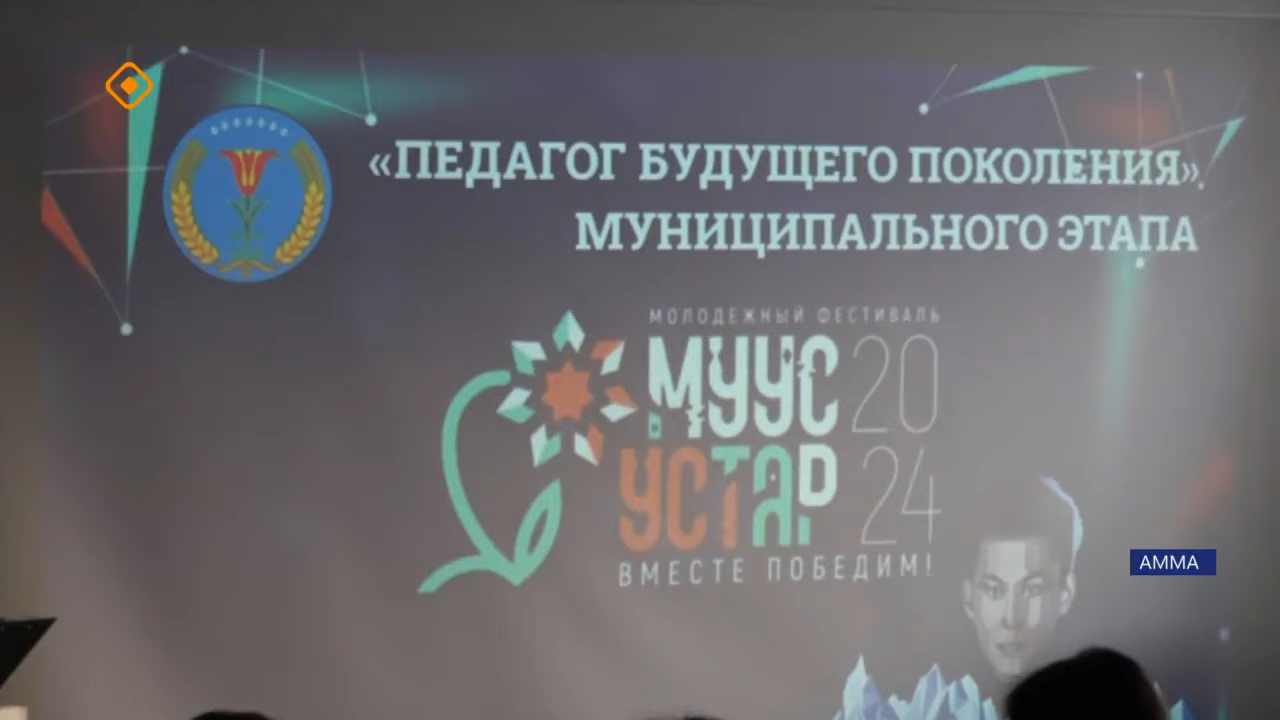 «ПЕДАГОГ БУДУЩЕГО ПОКОЛЕНИЯ»
МУНИЦИПАЛЬНОГО ЭТАПА
МОЛОДЕЖНЫЙ ФЕСТИВАЛЬ
МУУС 20
УСТАР 24
ВМЕСТЕ ПОБЕДИМ!
АММА